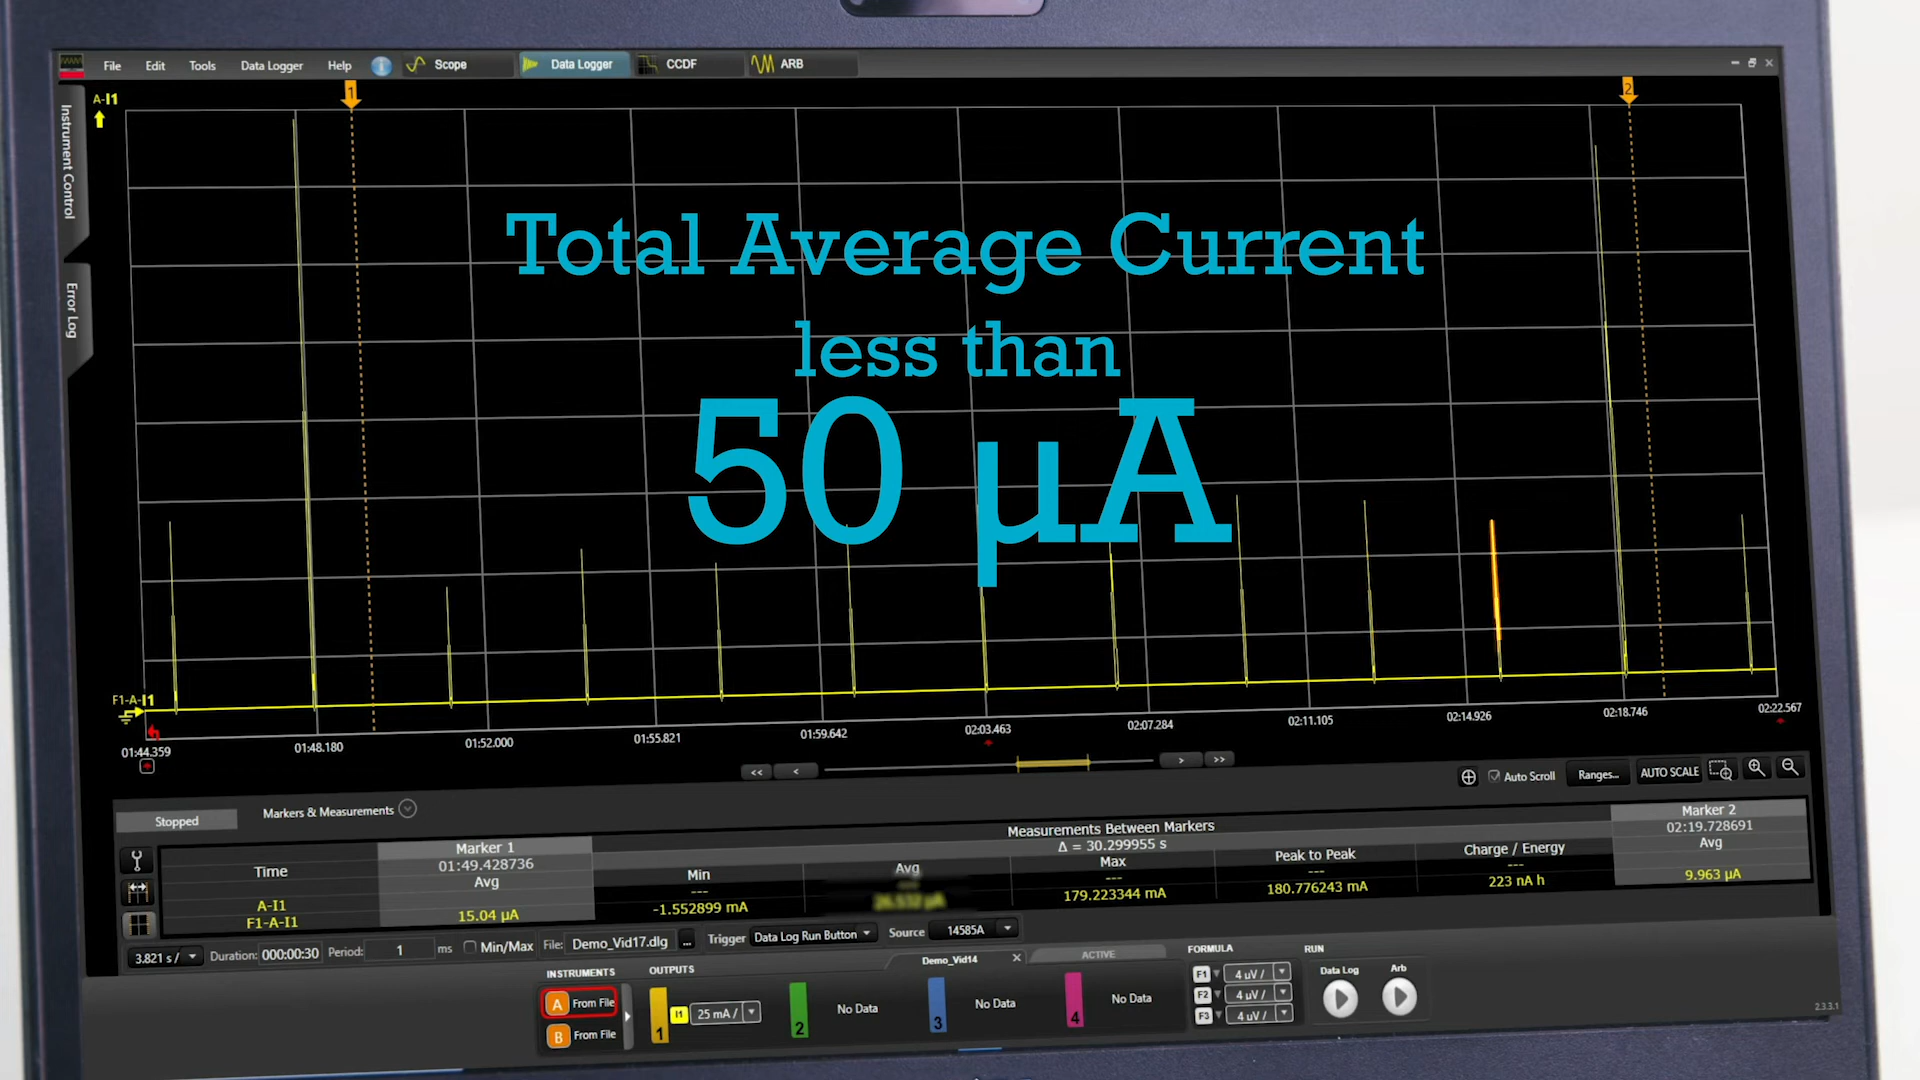 File Edit Tools Data Logger Help Scope Data Logger CCDF ARB
Instrument Control
Error Log
A-I1
1
2
Total Average Current
less than
50 µA
F1-A-I1
01:44.359 01:48.180 01:52.000 01:55.821 01:59.642 02:03.463 02:07.284 02:11.105 02:14.926 02:18.746 02:22.567
<< < > >>
Auto Scroll Ranges... AUTO SCALE
Stopped Markers & Measurements
Measurements Between Markers
Δ = 30.299955 s
Time
Marker 1
01:49.428736
Avg
Min
Avg
Max
Peak to Peak
Charge / Energy
Marker 2
02:19.728691
Avg
A-I1 --- --- --- ---
F1-A-I1 15.04 µA -1.552899 mA 179.223344 mA 180.776243 mA 223 nA h 9.963 µA
3.821 s / Duration: 000:00:30 Period: 1 ms Min/Max File: Demo_Vid17.dlg ... Trigger Data Log Run Button Source 14585A
INSTRUMENTS OUTPUTS Demo_Vid14 ACTIVE FORMULA RUN
A From File
B From File
1 I1 25 mA /
2 No Data
3 No Data
4 No Data
F1 4 uV /
F2 4 uV /
F3 4 uV /
Data Log Arb
2.3.3.1